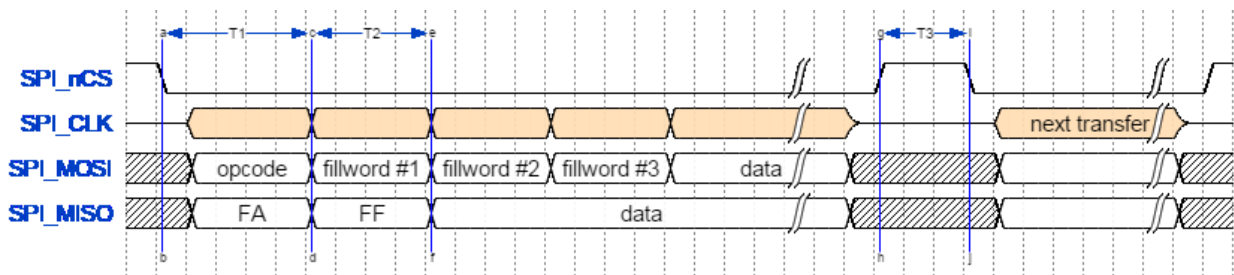 a T1 c T2 e g T3 i
SPI_nCS
SPI_CLK next transfer
SPI_MOSI opcode fillword #1 fillword #2 fillword #3 data
SPI_MISO FA FF data
b d f h j